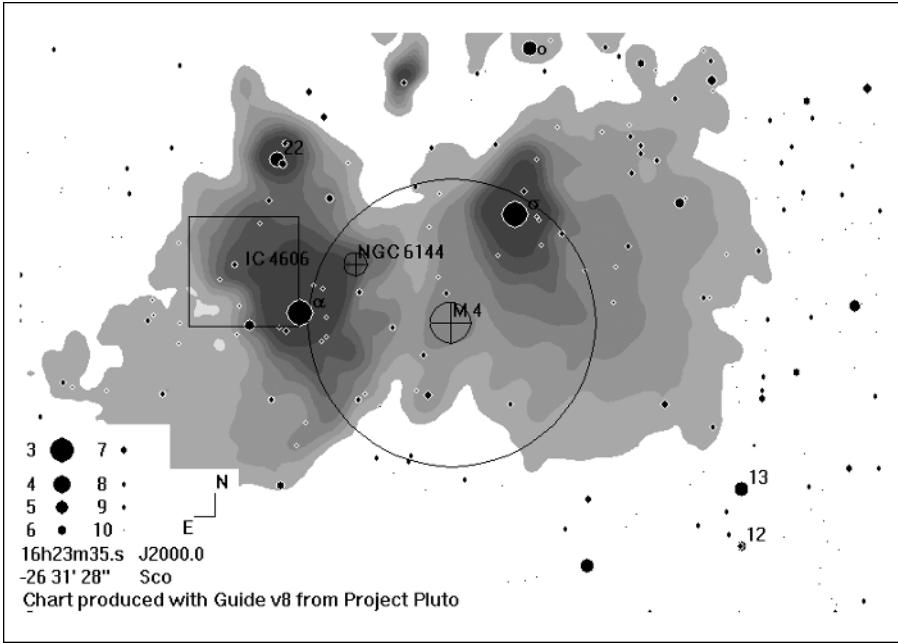 o
22
σ
IC 4606
NGC 6144
α
M 4
3 7
4 8
5 9
6 10
N
E
13
12
16h23m35.s J2000.0
-26 31' 28" Sco
Chart produced with Guide v8 from Project Pluto